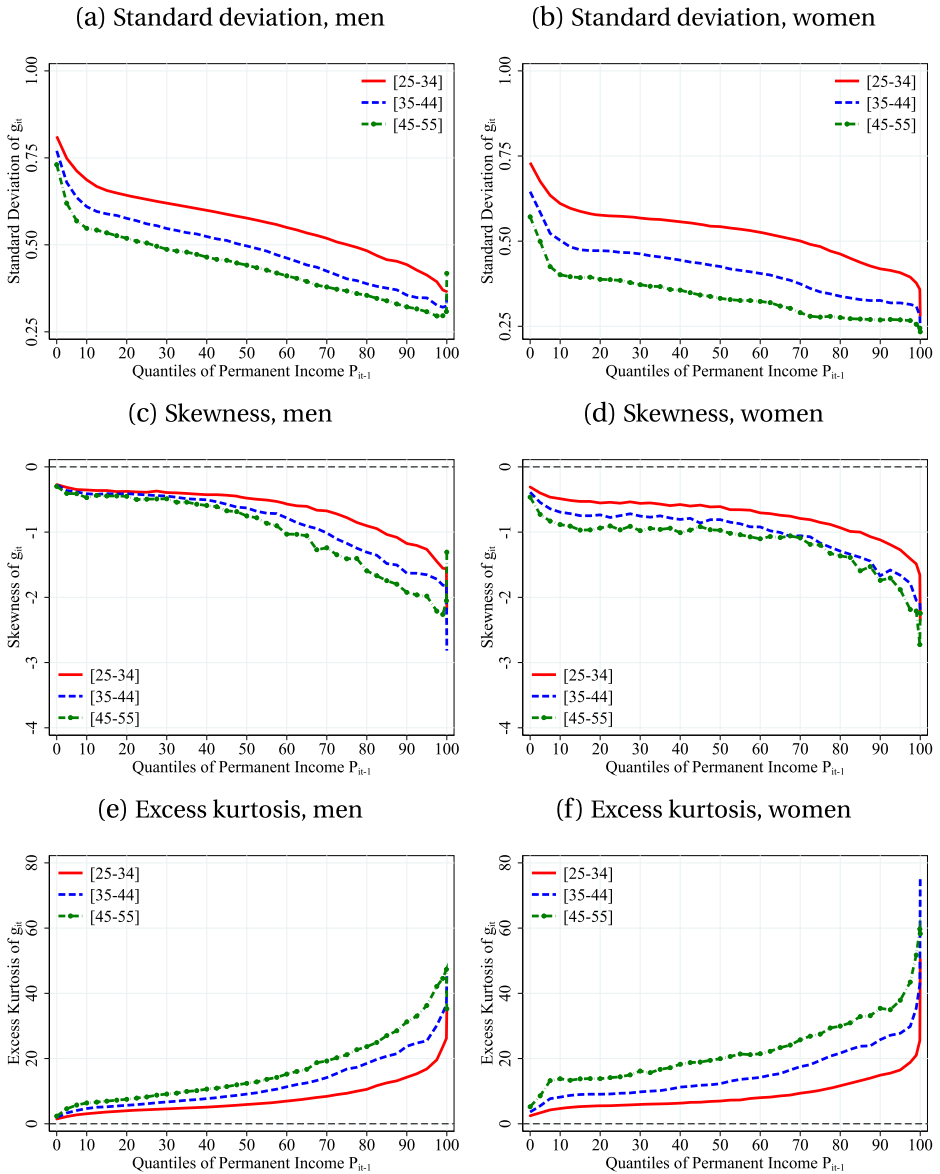 (a) Standard deviation, men
(b) Standard deviation, women
Standard Deviation of git
1.00
0.75
0.50
0.25
[25-34]
[35-44]
[45-55]
0 10 20 30 40 50 60 70 80 90 100
Quantiles of Permanent Income Pit-1
Standard Deviation of git
1.00
0.75
0.50
0.25
[25-34]
[35-44]
[45-55]
0 10 20 30 40 50 60 70 80 90 100
Quantiles of Permanent Income Pit-1
(c) Skewness, men
(d) Skewness, women
Skewness of git
0
-1
-2
-3
-4
[25-34]
[35-44]
[45-55]
0 10 20 30 40 50 60 70 80 90 100
Quantiles of Permanent Income Pit-1
Skewness of git
0
-1
-2
-3
-4
[25-34]
[35-44]
[45-55]
0 10 20 30 40 50 60 70 80 90 100
Quantiles of Permanent Income Pit-1
(e) Excess kurtosis, men
(f) Excess kurtosis, women
Excess Kurtosis of git
80
60
40
20
0
[25-34]
[35-44]
[45-55]
0 10 20 30 40 50 60 70 80 90 100
Quantiles of Permanent Income Pit-1
Excess Kurtosis of git
80
60
40
20
0
[25-34]
[35-44]
[45-55]
0 10 20 30 40 50 60 70 80 90 100
Quantiles of Permanent Income Pit-1